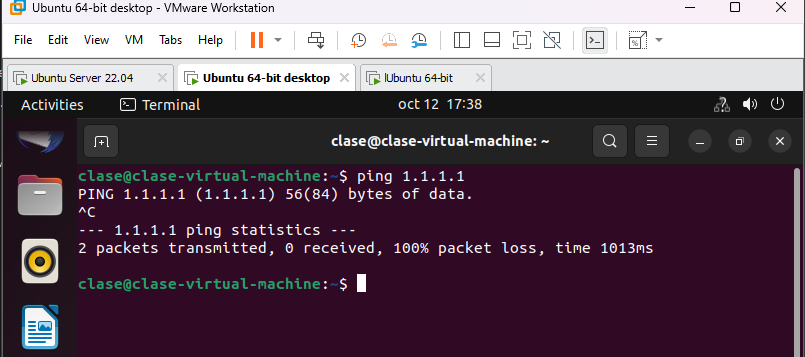 Ubuntu 64-bit desktop - VMware Workstation
File Edit View VM Tabs Help
Ubuntu Server 22.04 Ubuntu 64-bit desktop lUbuntu 64-bit
Activities Terminal oct 12 17:38
clase@clase-virtual-machine: ~
clase@clase-virtual-machine:~$ ping 1.1.1.1
PING 1.1.1.1 (1.1.1.1) 56(84) bytes of data.
^C
--- 1.1.1.1 ping statistics ---
2 packets transmitted, 0 received, 100% packet loss, time 1013ms
clase@clase-virtual-machine:~$